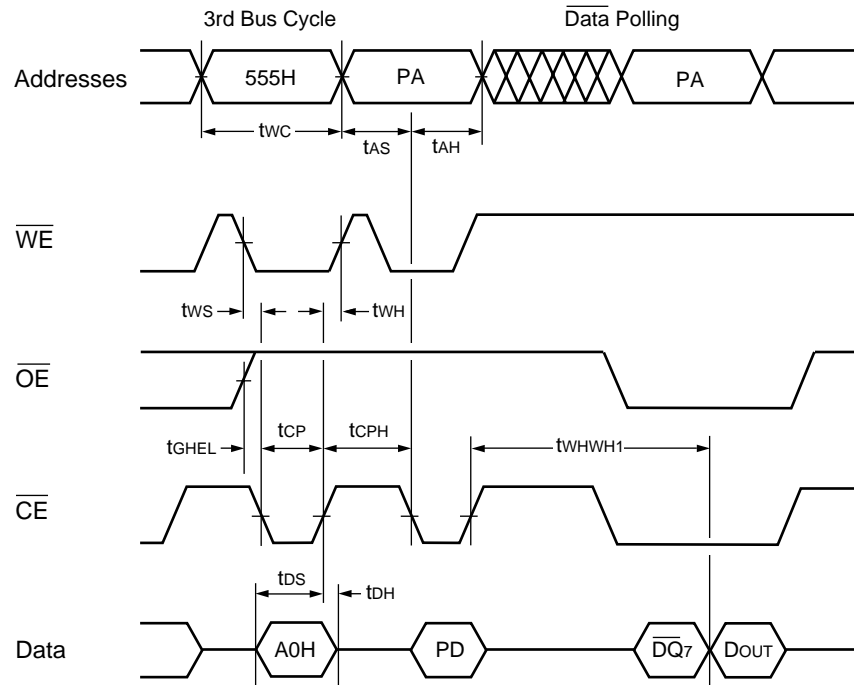 3rd Bus Cycle Data Polling
Addresses 555H PA PA
tWC tAS tAH
WE
tWS tWH
OE
tGHEL tCP tCPH tWHWH1
CE
tDS tDH
Data A0H PD DQ7 DOUT